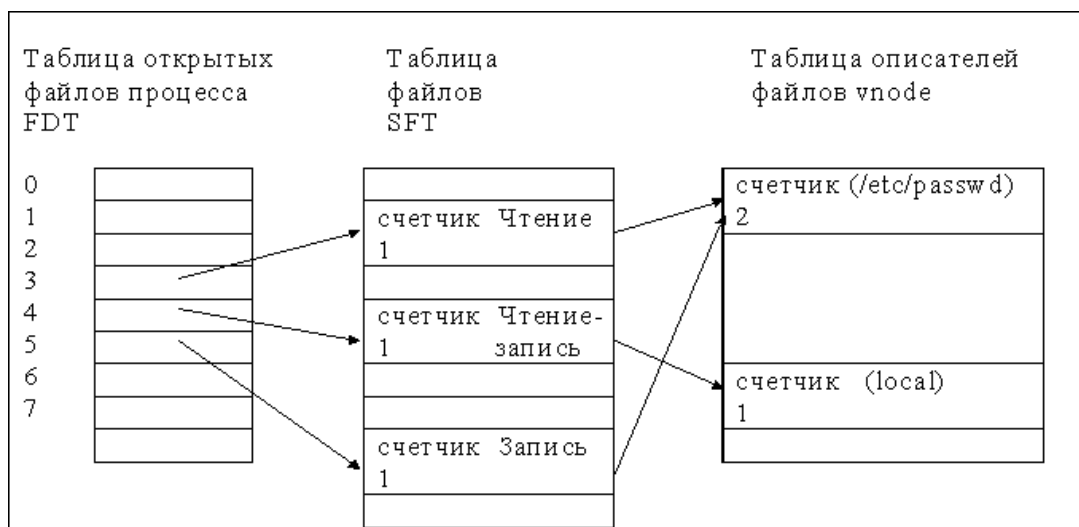 Таблица открытых
файлов процесса
FDT
Таблица
файлов
SFT
Таблица описателей
файлов vnode
0
1
2
3
4
5
6
7
счетчик Чтение
1
счетчик Чтение-
1 запись
счетчик Запись
1
счетчик (/etc/passwd)
2
счетчик (local)
1